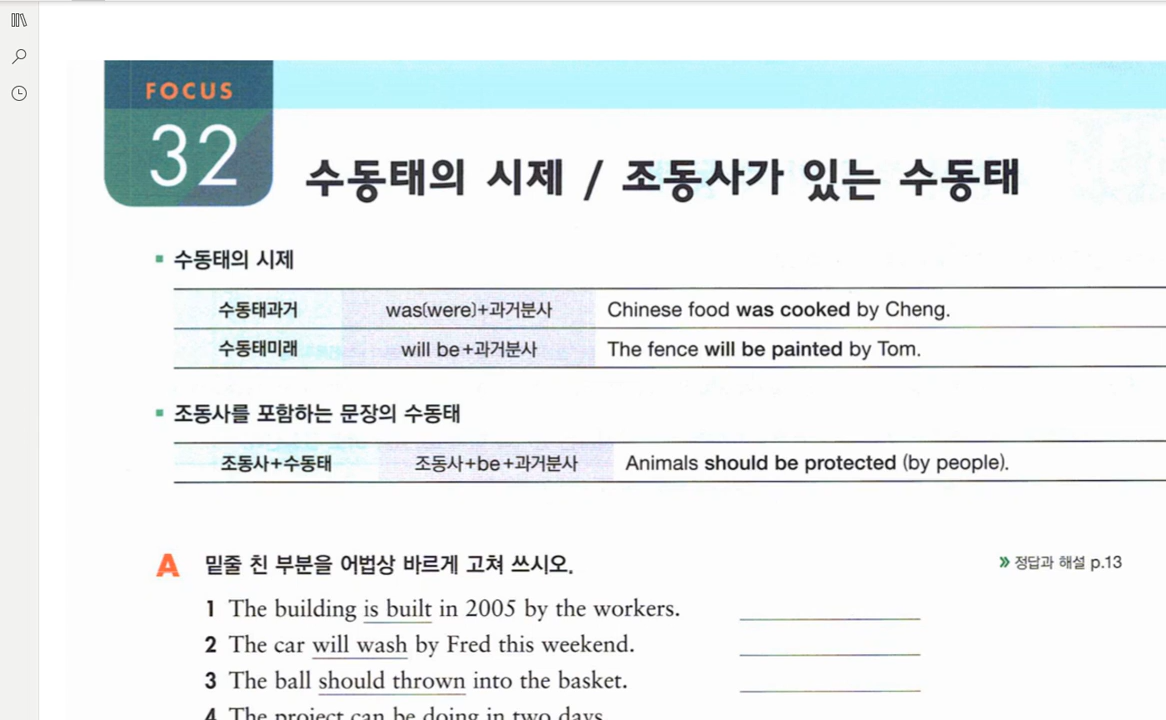 FOCUS
32
수동태의 시제 / 조동사가 있는 수동태
수동태의 시제
수동태과거 was(were)+과거분사 Chinese food was cooked by Cheng.
수동태미래 will be+과거분사 The fence will be painted by Tom.
조동사를 포함하는 문장의 수동태
조동사+수동태 조동사+be+과거분사 Animals should be protected (by people).
A 밑줄 친 부분을 어법상 바르게 고쳐 쓰시오. » 정답과 해설 p.13
1 The building is built in 2005 by the workers.
2 The car will wash by Fred this weekend.
3 The ball should thrown into the basket.
4 The project can be doing in two days.